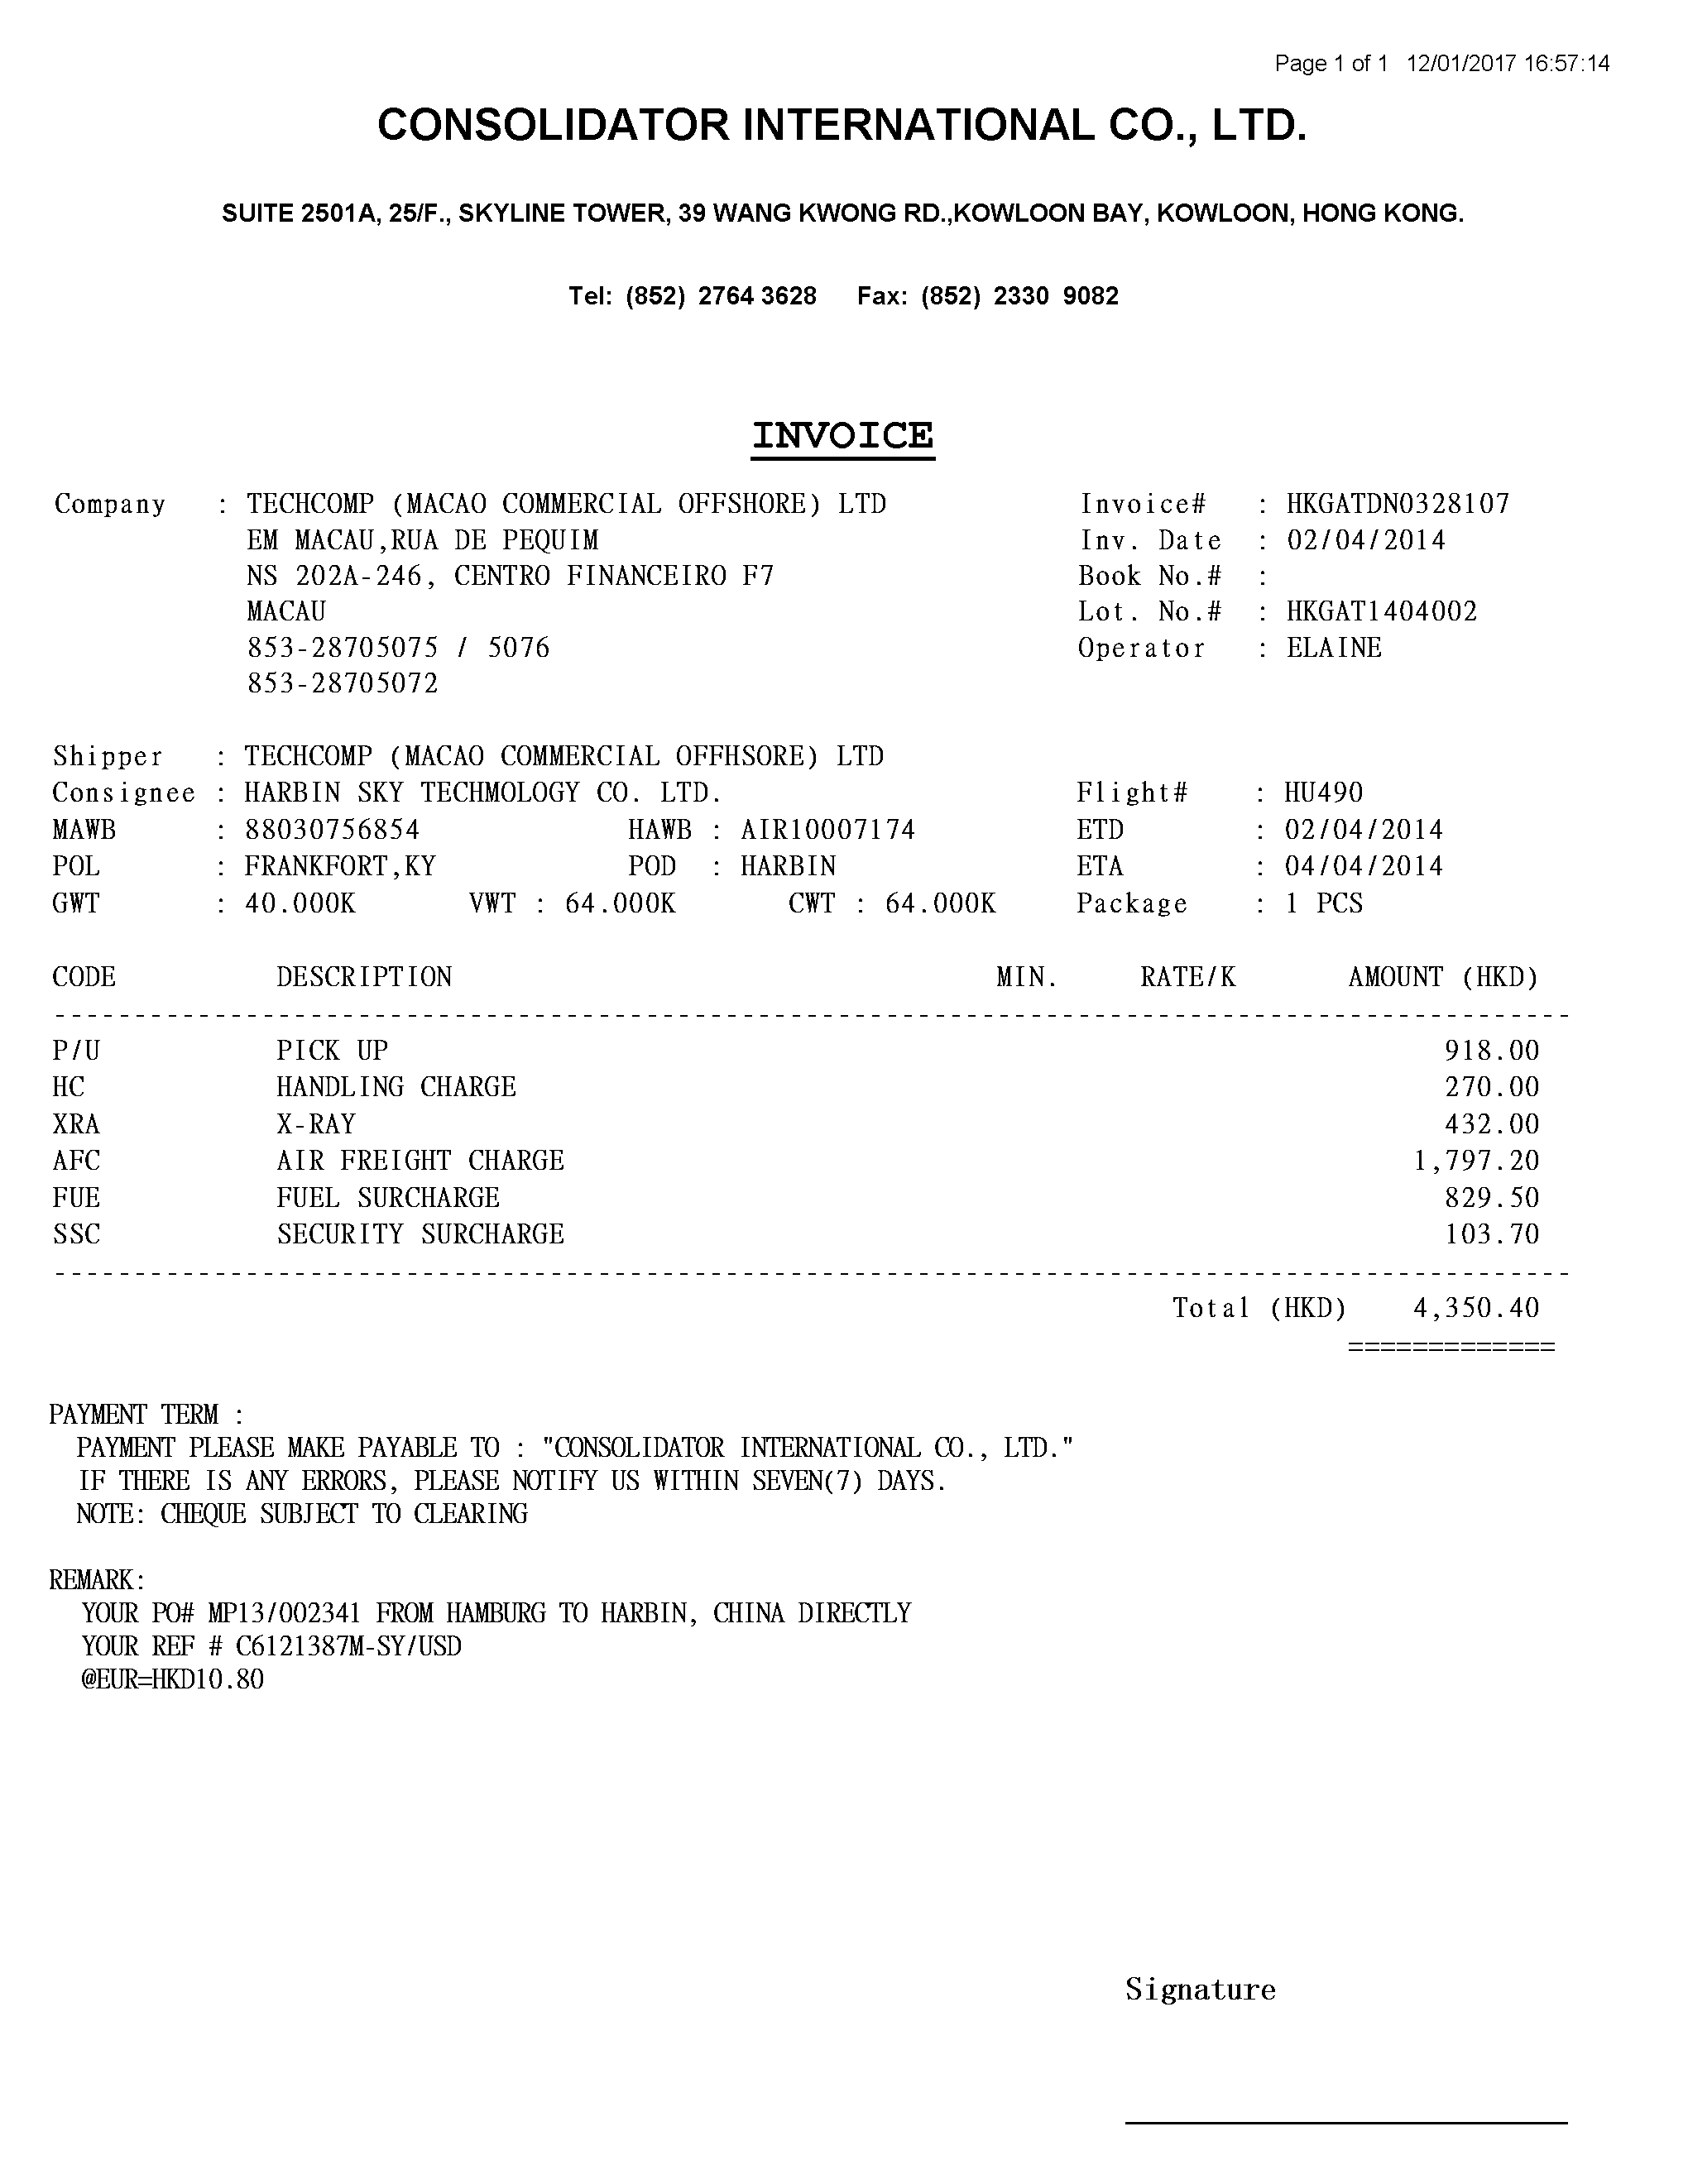 Page 1 of 1 12/01/2017 16:57:14
CONSOLIDATOR INTERNATIONAL CO., LTD.
SUITE 2501A, 25/F., SKYLINE TOWER, 39 WANG KWONG RD.,KOWLOON BAY, KOWLOON, HONG KONG.
Tel: (852) 2764 3628 Fax: (852) 2330 9082
INVOICE
Company : TECHCOMP (MACAO COMMERCIAL OFFSHORE) LTD Invoice# : HKGATDN0328107
EM MACAU,RUA DE PEQUIM Inv. Date : 02/04/2014
NS 202A-246, CENTRO FINANCEIRO F7 Book No.# :
MACAU Lot. No.# : HKGAT1404002
853-28705075 / 5076 Operator : ELAINE
853-28705072
Shipper : TECHCOMP (MACAO COMMERCIAL OFFHSORE) LTD
Consignee : HARBIN SKY TECHMOLOGY CO. LTD. Flight# : HU490
MAWB : 88030756854 HAWB : AIR10007174 ETD : 02/04/2014
POL : FRANKFORT,KY POD : HARBIN ETA : 04/04/2014
GWT : 40.000K VWT : 64.000K CWT : 64.000K Package : 1 PCS
CODE DESCRIPTION MIN. RATE/K AMOUNT (HKD)
P/U PICK UP 918.00
HC HANDLING CHARGE 270.00
XRA X-RAY 432.00
AFC AIR FREIGHT CHARGE 1,797.20
FUE FUEL SURCHARGE 829.50
SSC SECURITY SURCHARGE 103.70
Total (HKD) 4,350.40
=============
PAYMENT TERM :
PAYMENT PLEASE MAKE PAYABLE TO : "CONSOLIDATOR INTERNATIONAL CO., LTD."
IF THERE IS ANY ERRORS, PLEASE NOTIFY US WITHIN SEVEN(7) DAYS.
NOTE: CHEQUE SUBJECT TO CLEARING
REMARK:
YOUR PO# MP13/002341 FROM HAMBURG TO HARBIN, CHINA DIRECTLY
YOUR REF # C6121387M-SY/USD
@EUR=HKD10.80
Signature